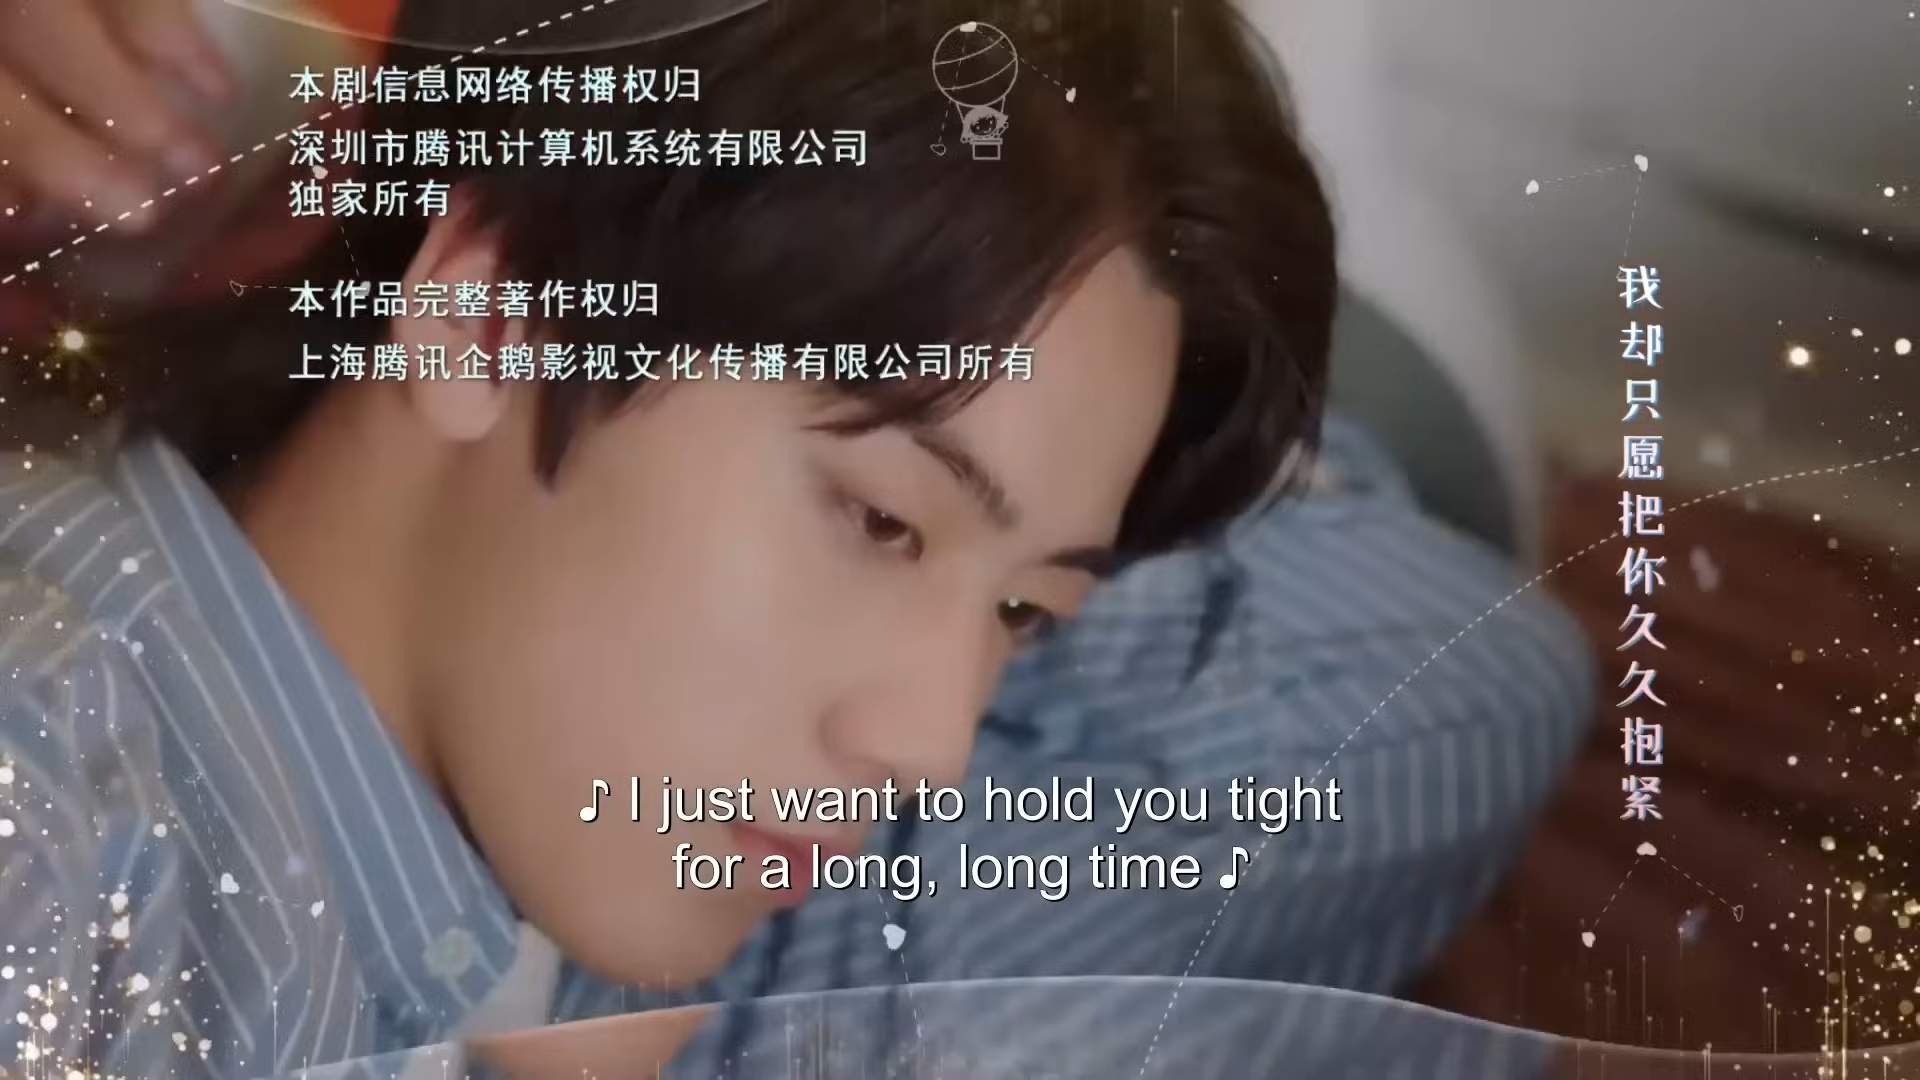 本剧信息网络传播权归
深圳市腾讯计算机系统有限公司
独家所有
本作品完整著作权归
上海腾讯企鹅影视文化传播有限公司所有
我却只愿把你久久抱紧
♪ I just want to hold you tight
for a long, long time ♪